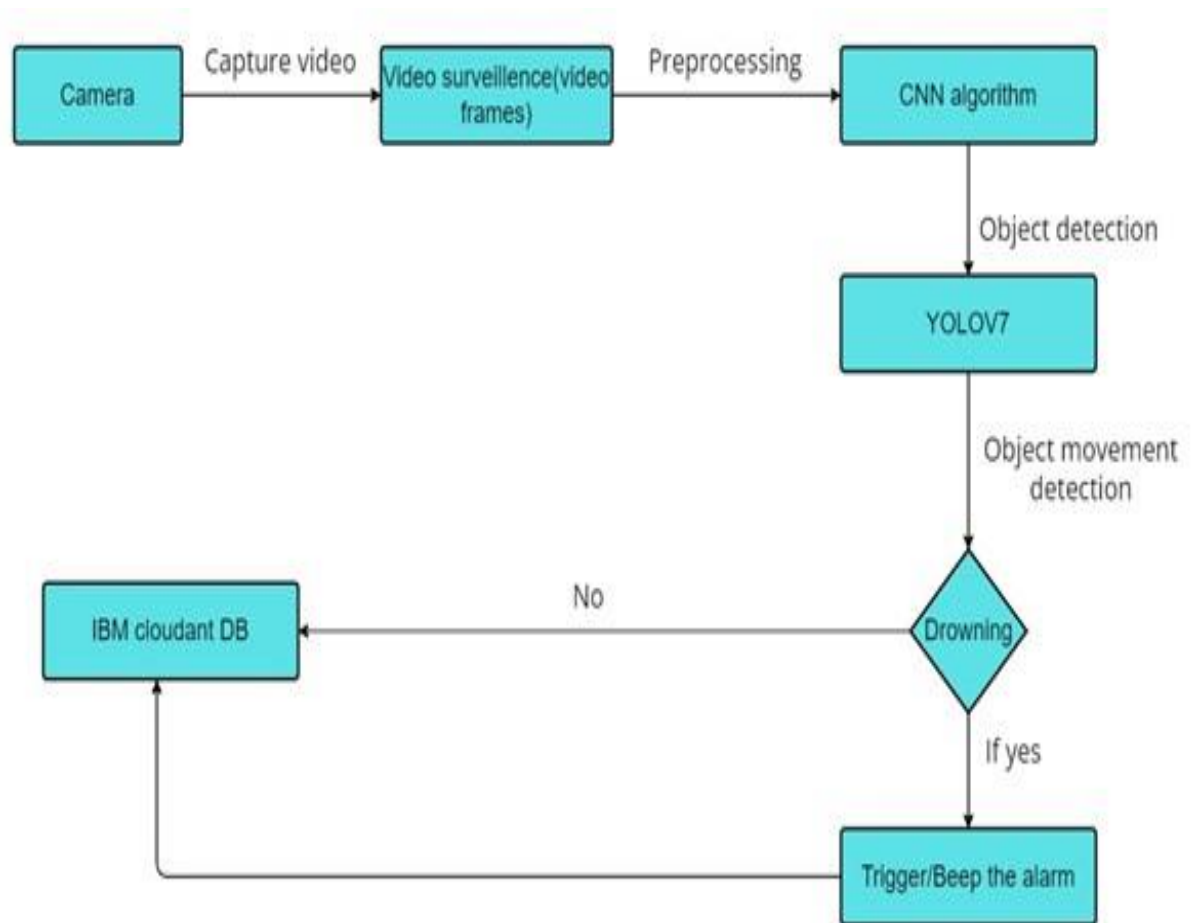 Camera
Capture video
Video surveillence(video
frames)
Preprocessing
CNN algorithm
Object detection
YOLOV7
Object movement
detection
Drowning
No
IBM cloudant DB
If yes
Trigger/Beep the alarm